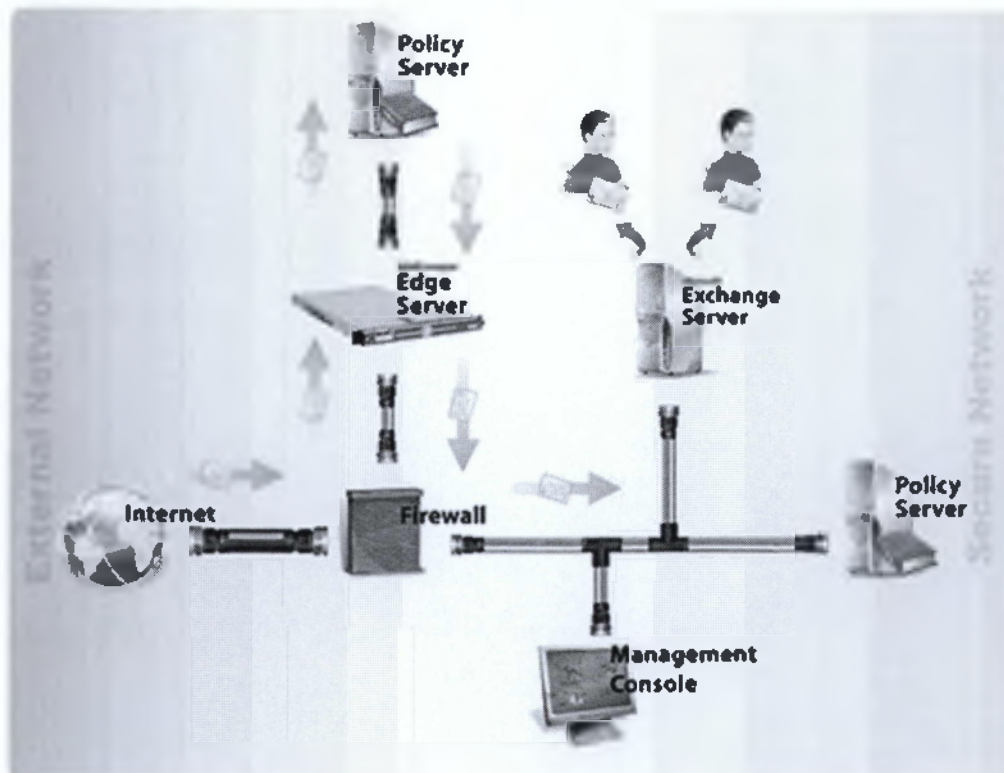 Policy
Server
Edge
Server
Exchange
Server
External Network
Secure Network
Internet
Firewall
Policy
Server
Management
Console